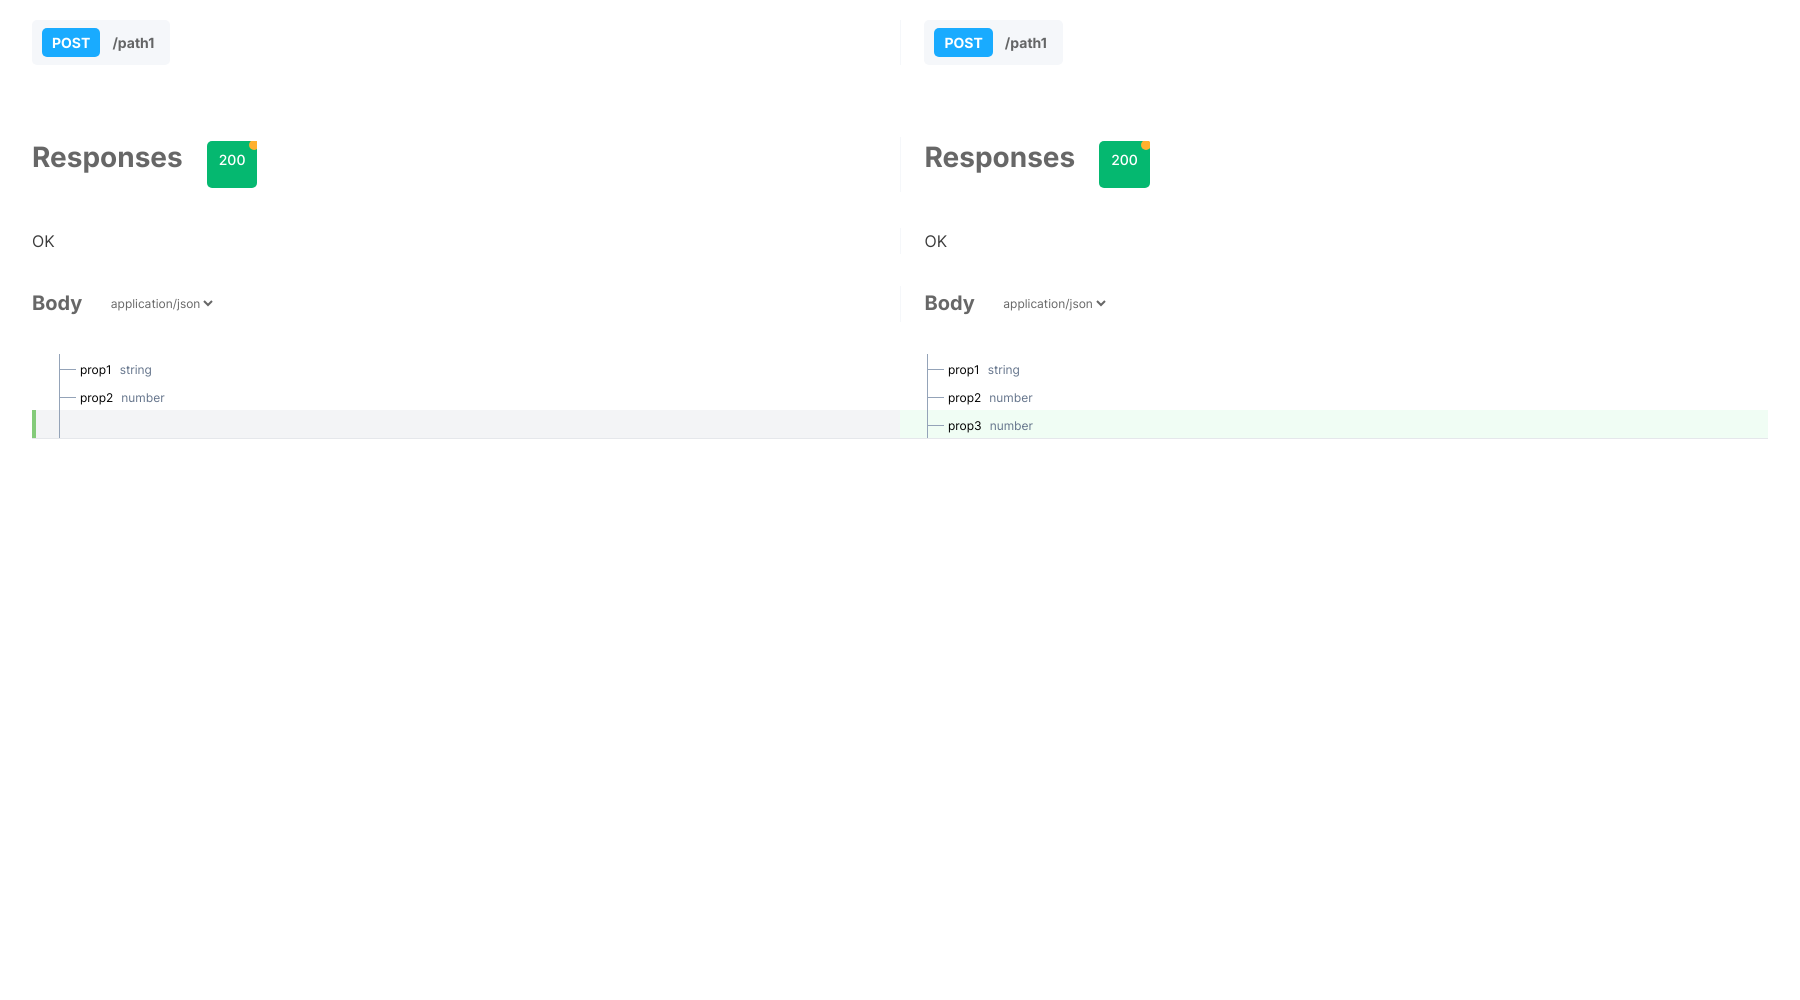 POST /path1
Responses 200
OK
Body application/json
prop1 string
prop2 number
POST /path1
Responses 200
OK
Body application/json
prop1 string
prop2 number
prop3 number